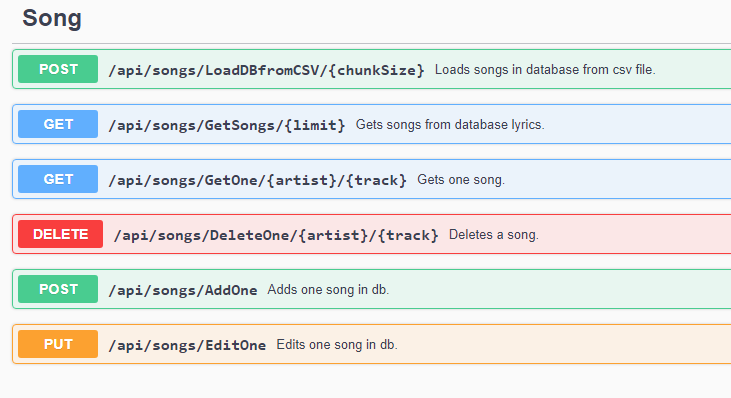 Song
POST /api/songs/LoadDBfromCSV/{chunkSize} Loads songs in database from csv file.
GET /api/songs/GetSongs/{limit} Gets songs from database lyrics.
GET /api/songs/GetOne/{artist}/{track} Gets one song.
DELETE /api/songs/DeleteOne/{artist}/{track} Deletes a song.
POST /api/songs/AddOne Adds one song in db.
PUT /api/songs/EditOne Edits one song in db.